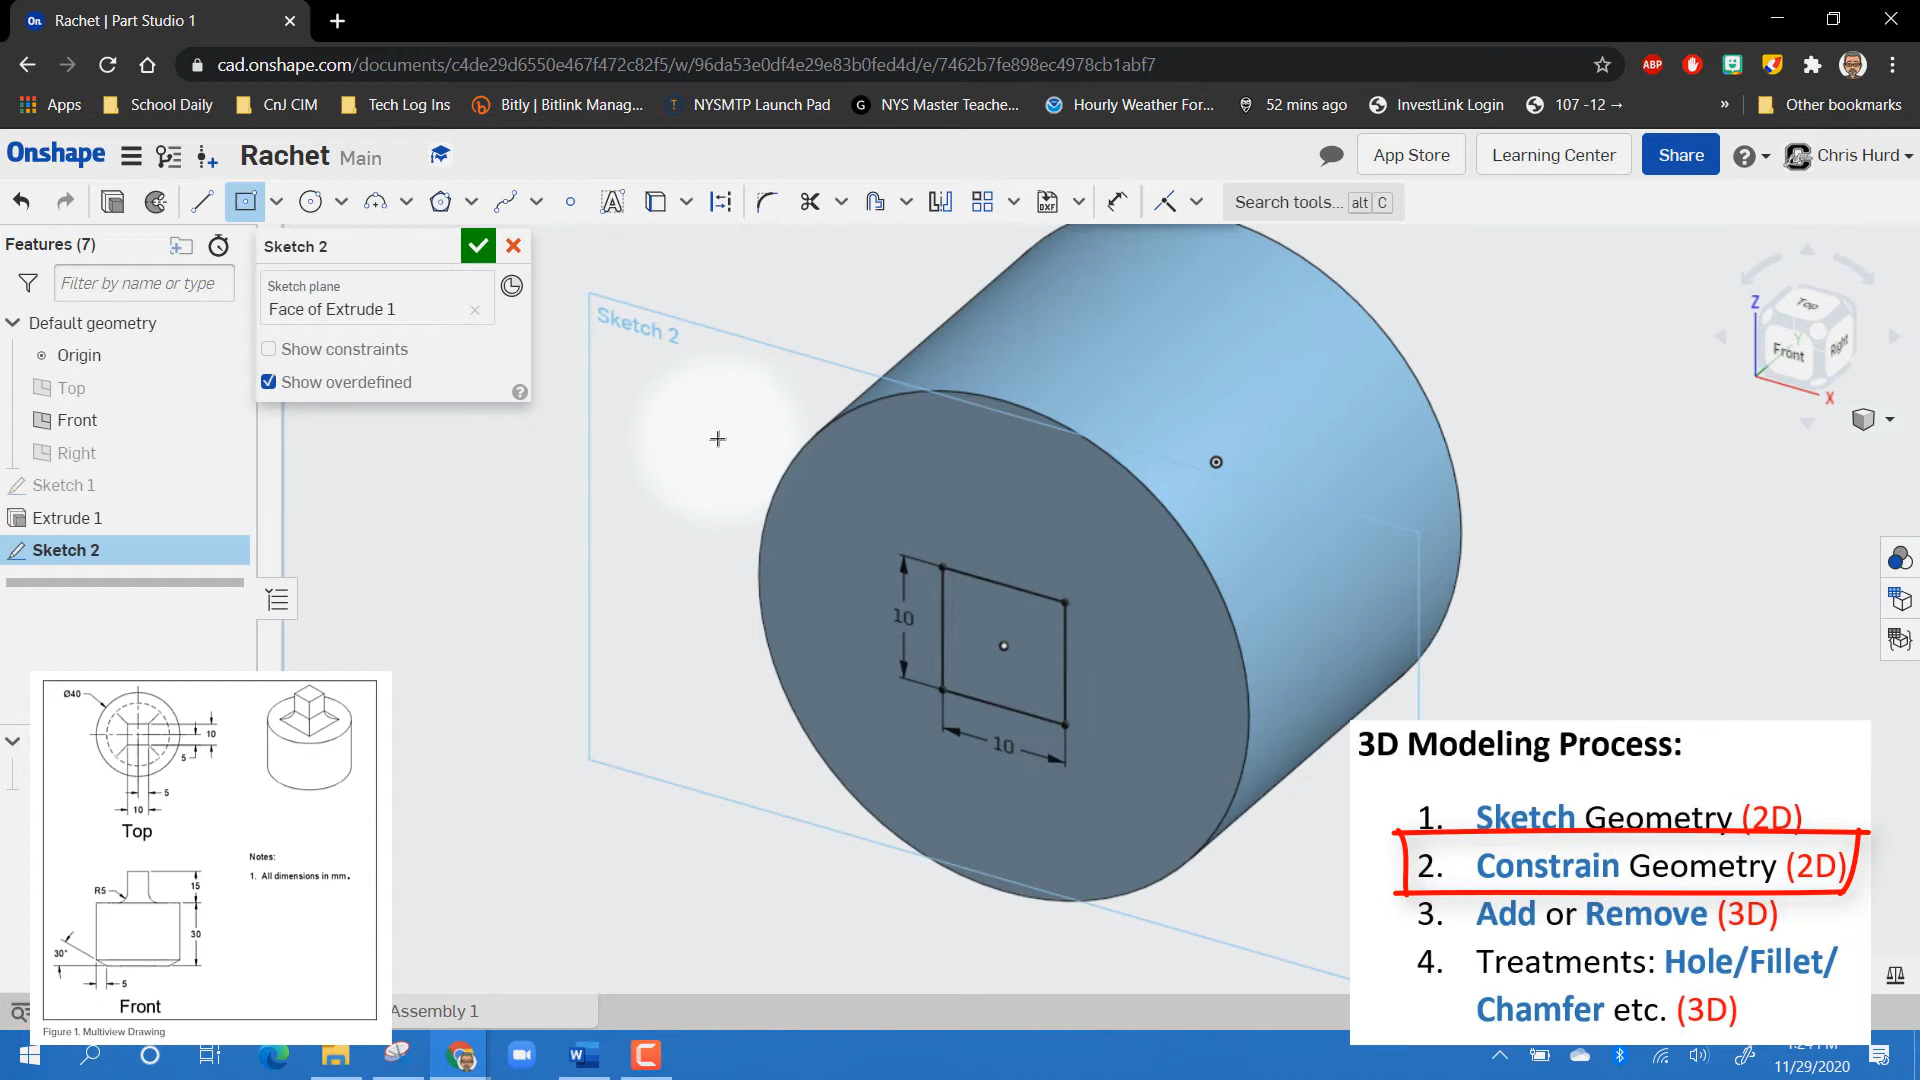 Rachet | Part Studio 1
cad.onshape.com/documents/c4de29d6550e467f472c82f5/w/96da53e0df4e29e83b0fed4d/e/7462b7fe898ec4978cb1abf7
ABP
Apps
School Daily
CnJ CIM
Tech Log Ins
Bitly | Bitlink Manag...
NYSMTP Launch Pad
NYS Master Teache...
Hourly Weather For...
52 mins ago
InvestLink Login
107 -12 →
»
Other bookmarks
Onshape
Rachet Main
App Store
Learning Center
Share
Chris Hurd
Search tools... alt C
Features (7)
Filter by name or type
Default geometry
Origin
Top
Front
Right
Sketch 1
Extrude 1
Sketch 2
Sketch 2
Sketch plane
Face of Extrude 1
Show constraints
Show overdefined
Sketch 2
10
10
Z
Top
Front
Right
Y
X
Ø40
10
5
5
10
Top
R5
15
30
30°
5
Front
Notes:
1. All dimensions in mm.
Figure 1. Multiview Drawing
3D Modeling Process:
1. Sketch Geometry (2D)
2. Constrain Geometry (2D)
3. Add or Remove (3D)
4. Treatments: Hole/Fillet/
Chamfer etc. (3D)
Assembly 1
11/29/2020